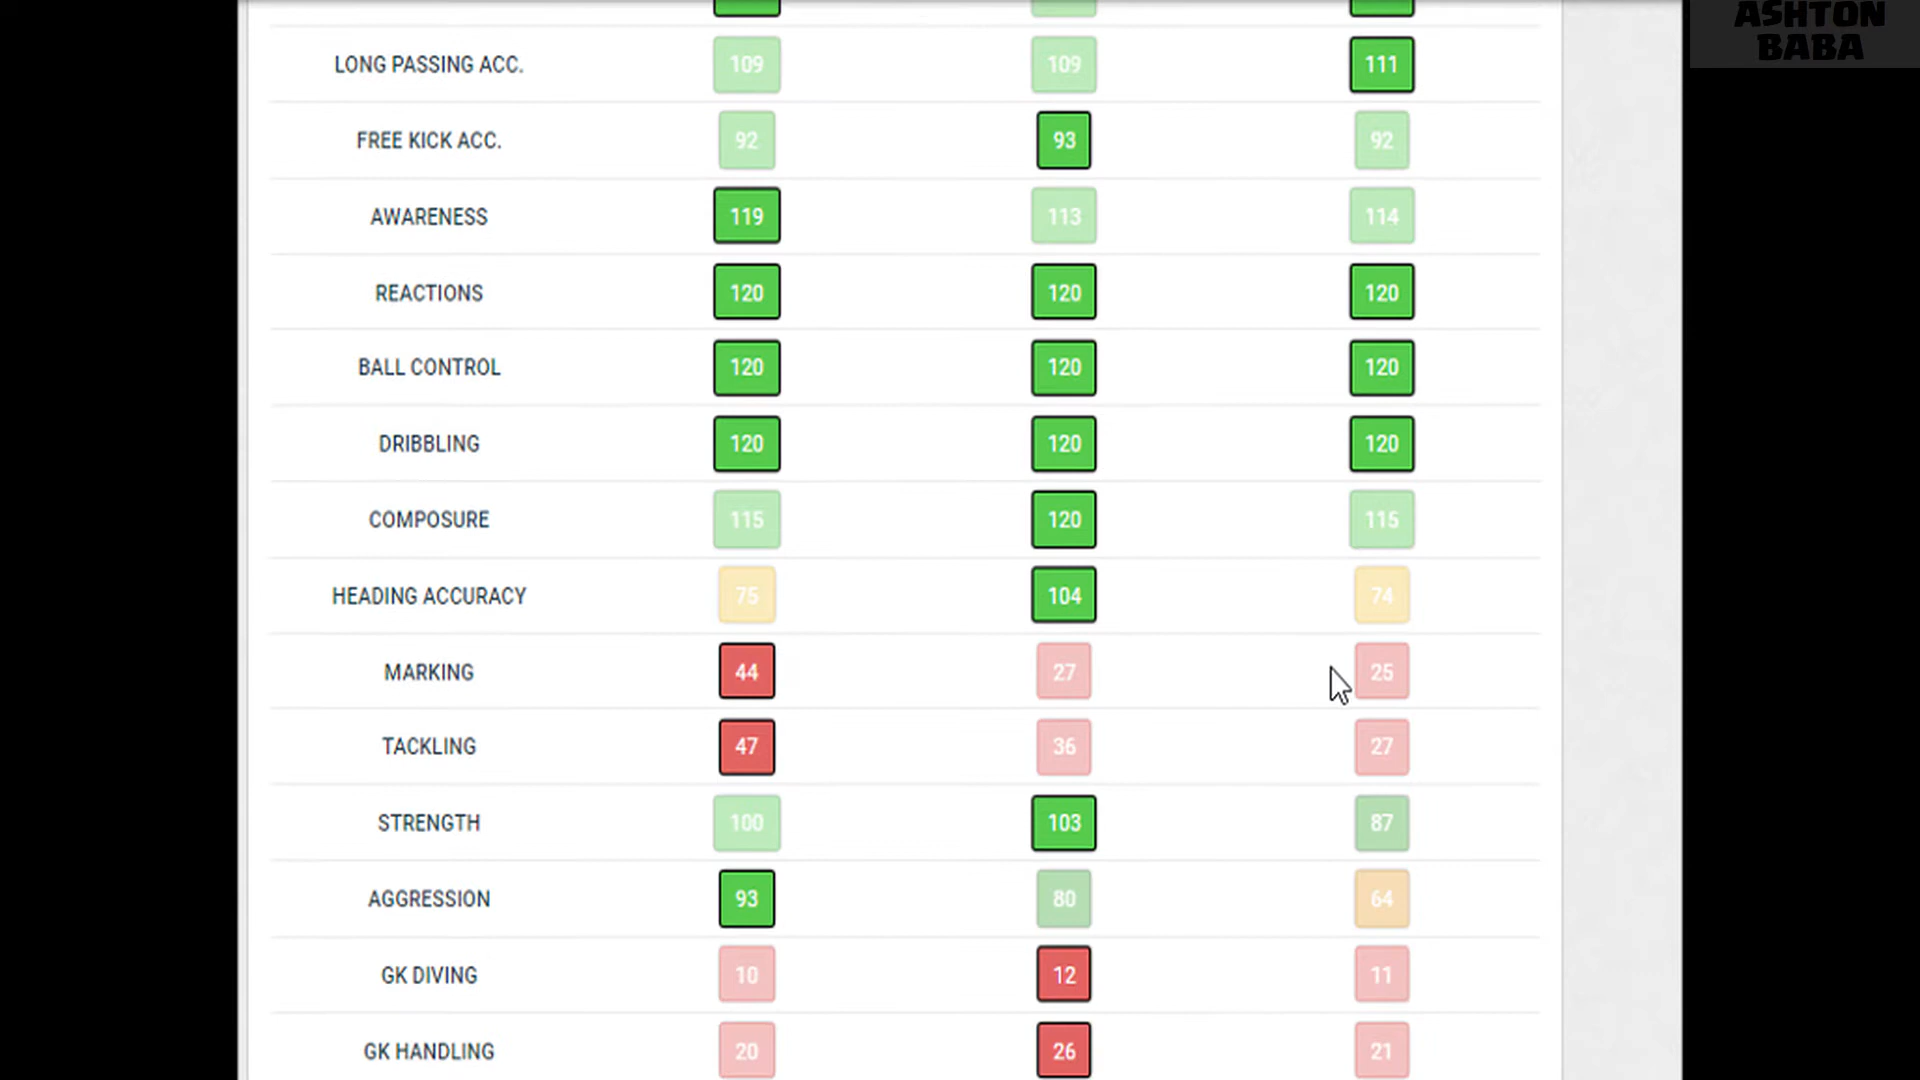 ASHTON
BABA
LONG PASSING ACC. 109 109 111
FREE KICK ACC. 92 93 92
AWARENESS 119 113 114
REACTIONS 120 120 120
BALL CONTROL 120 120 120
DRIBBLING 120 120 120
COMPOSURE 115 120 115
HEADING ACCURACY 75 104 74
MARKING 44 27 25
TACKLING 47 36 27
STRENGTH 100 103 87
AGGRESSION 93 80 64
GK DIVING 10 12 11
GK HANDLING 20 26 21